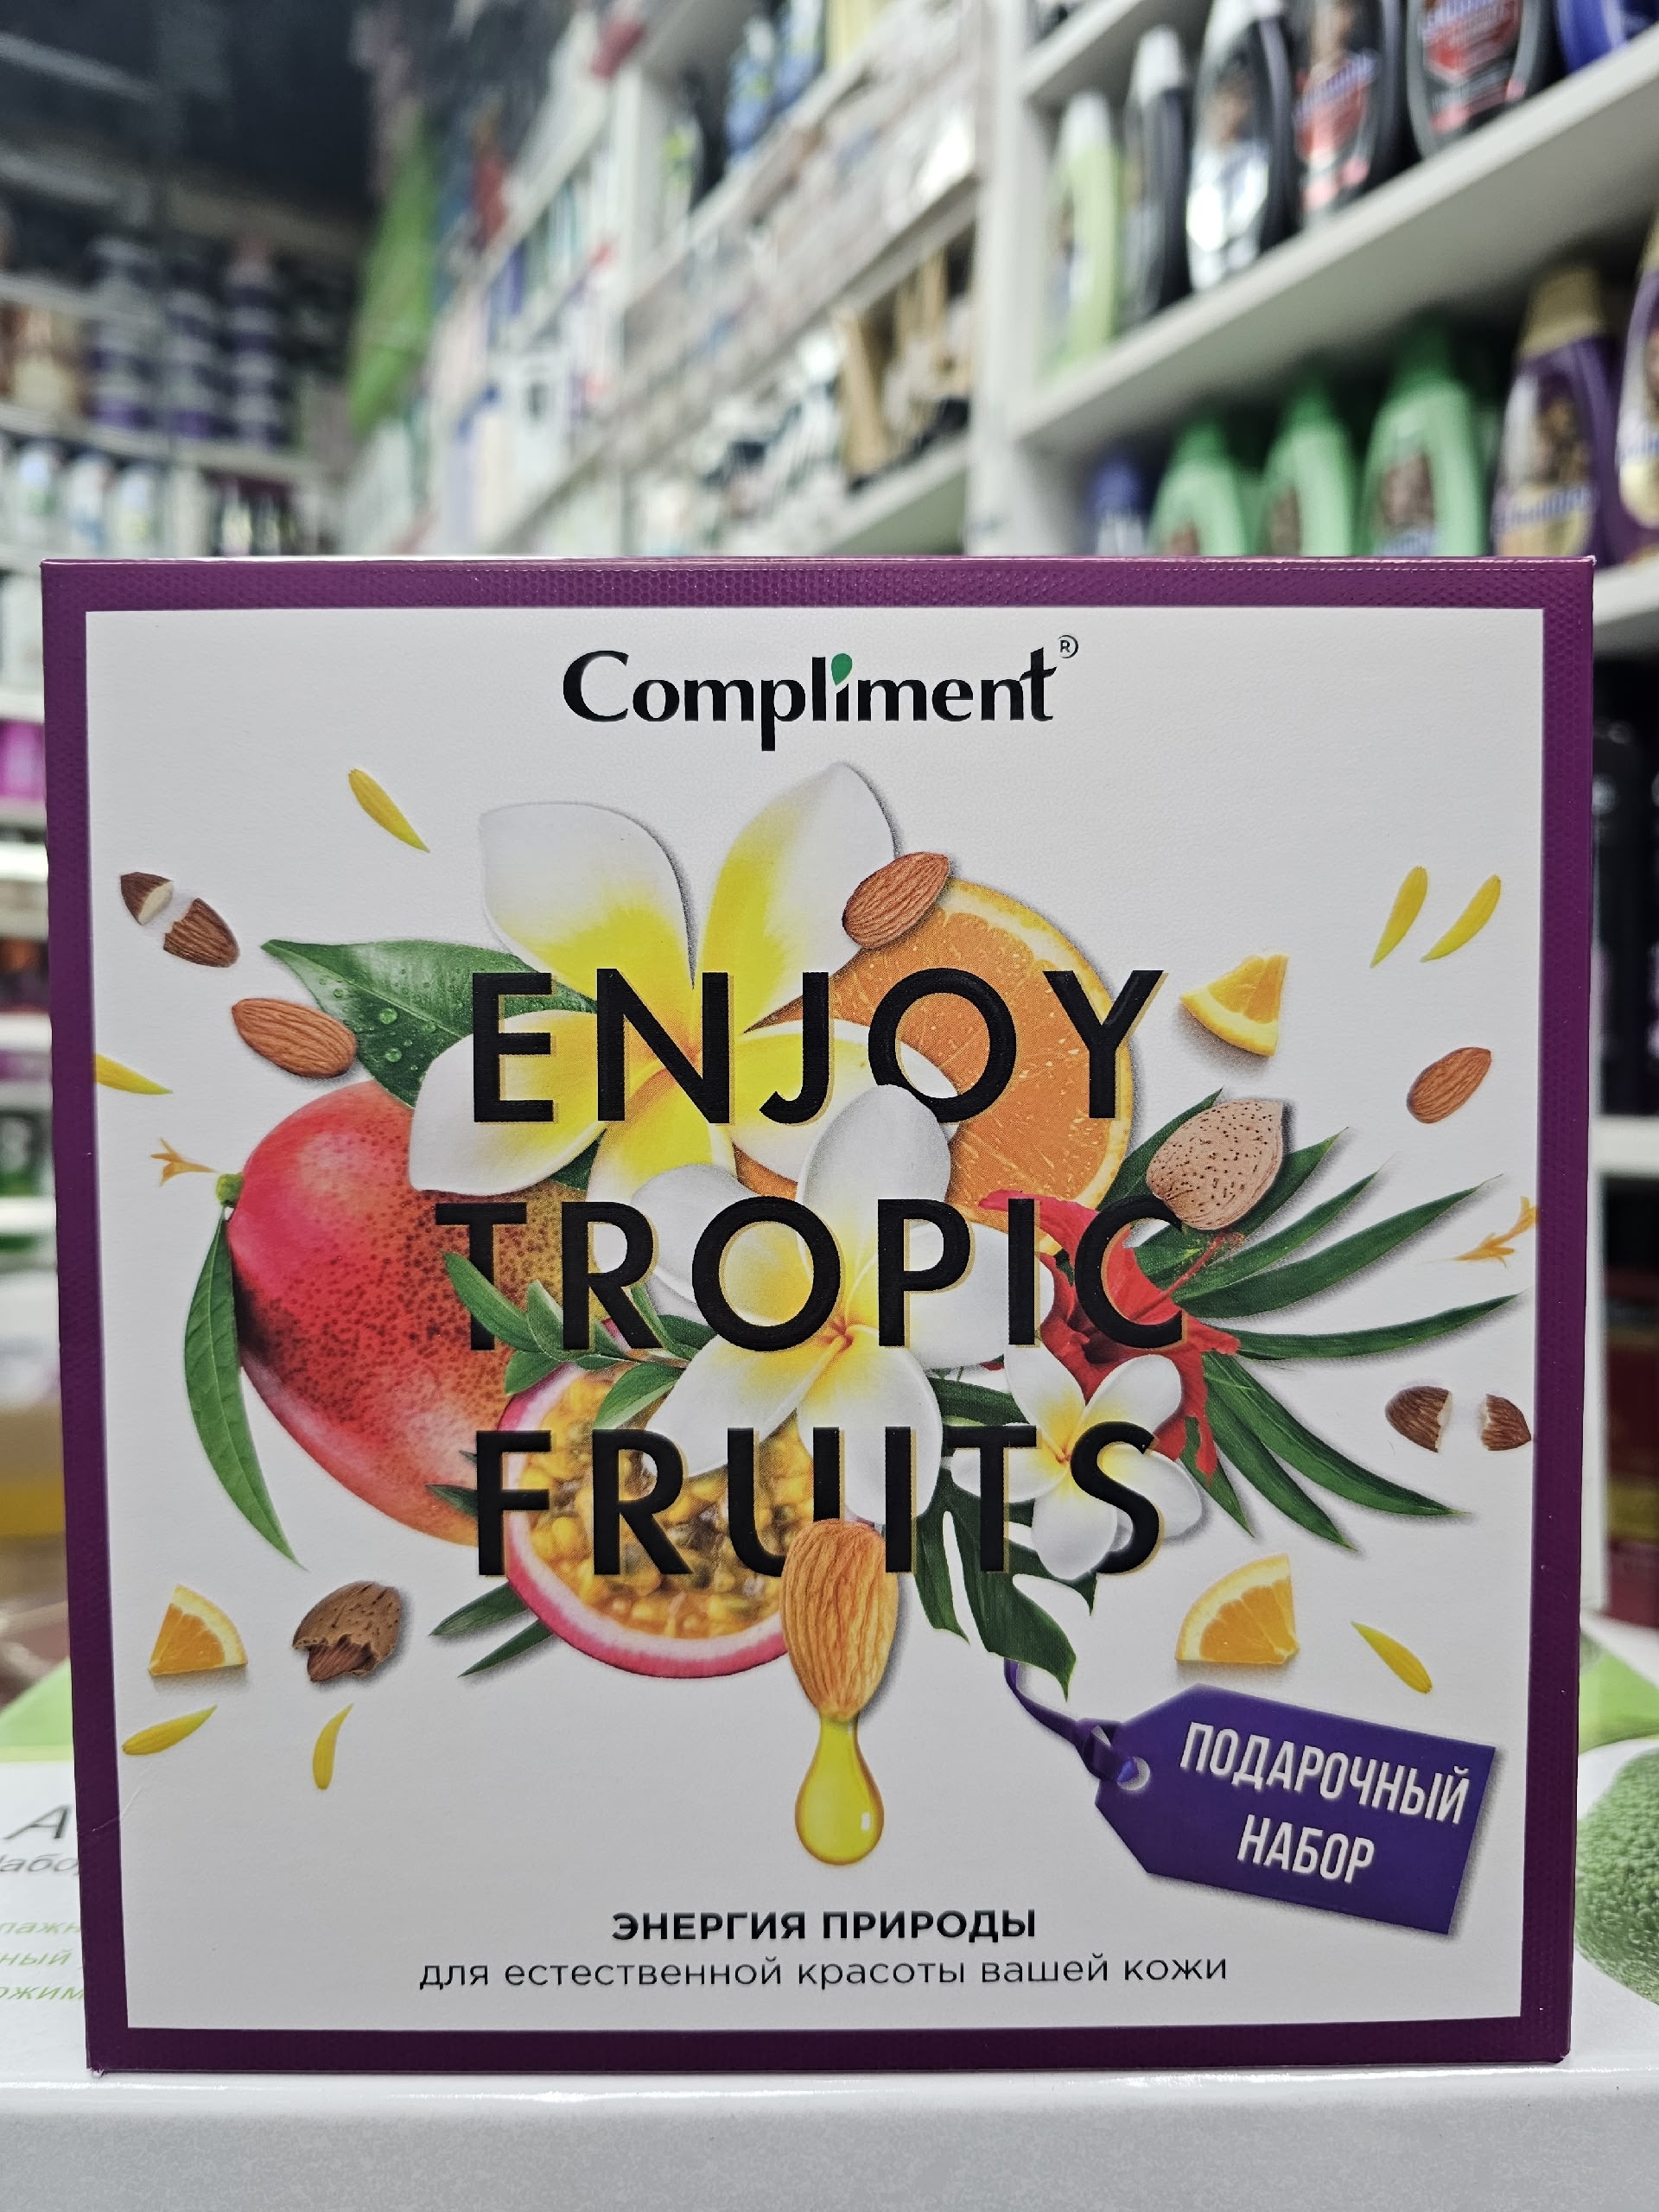 Compliment®
ENJOY
TROPIC
FRUITS
ПОДАРОЧНЫЙ
НАБОР
ЭНЕРГИЯ ПРИРОДЫ
для естественной красоты вашей кожи